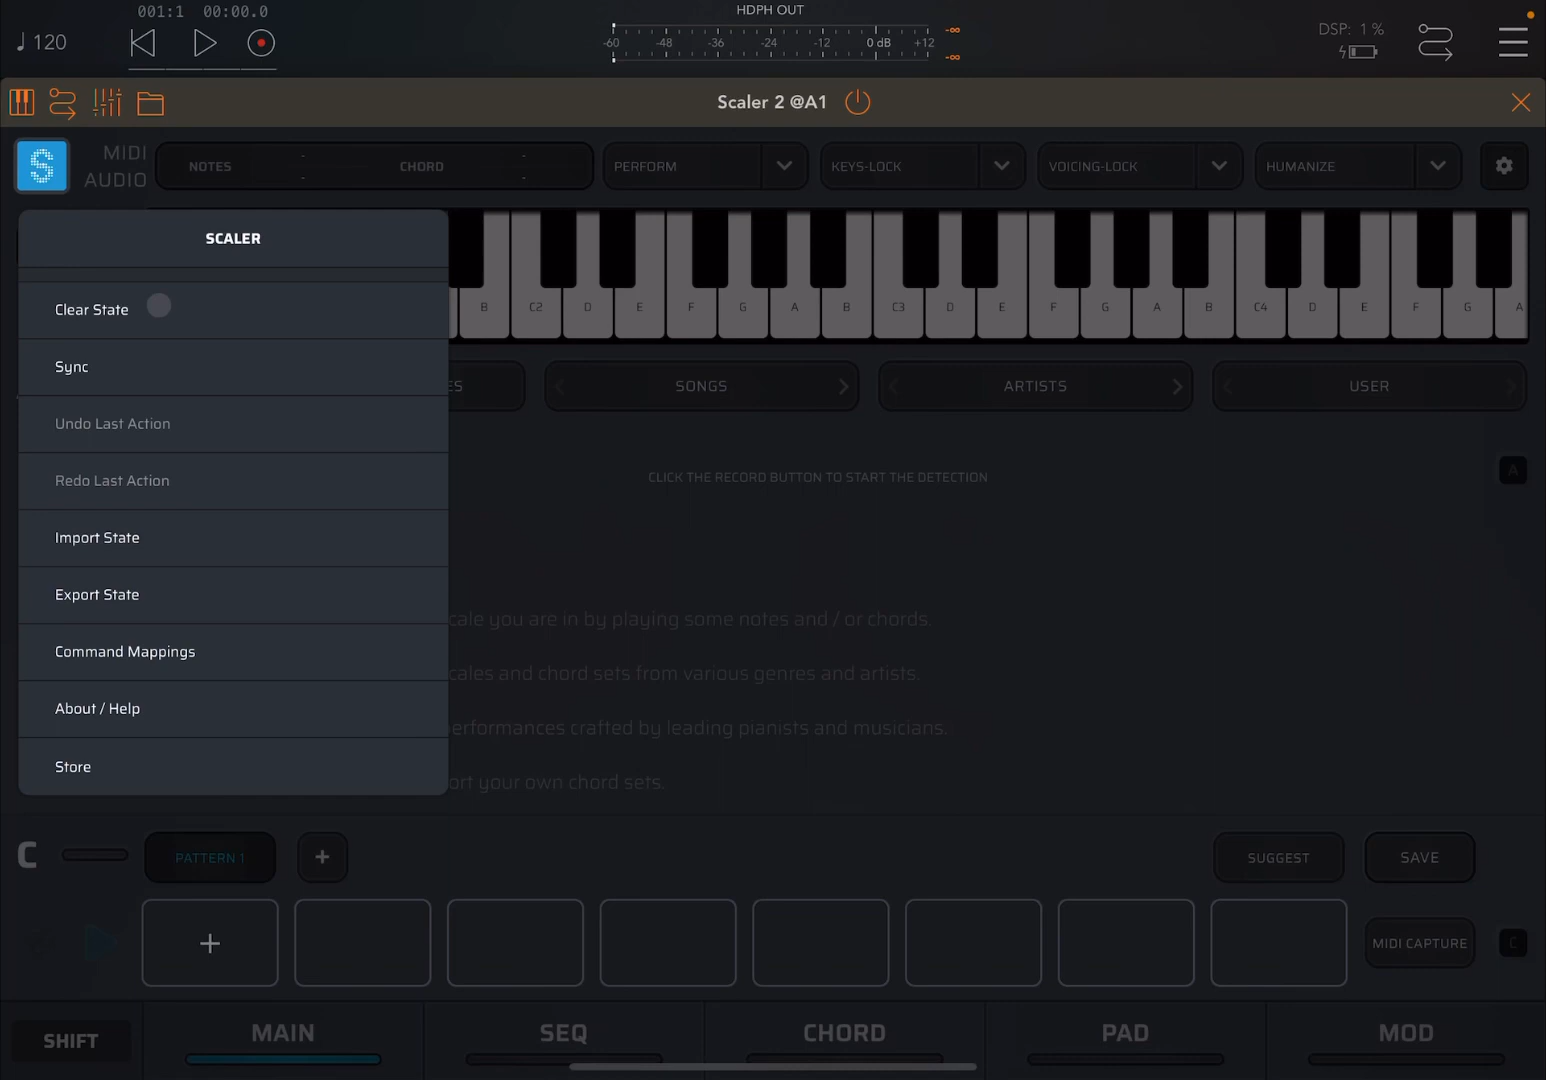 001:1 00:00.0
HDPH OUT
120
-60 -48 -36 -24 -12 0 dB +12
-∞
-∞
DSP: 1 %
Scaler 2 @A1
S
MIDI
AUDIO
NOTES - - CHORD - -
PERFORM
KEYS-LOCK
VOICING-LOCK
HUMANIZE
SCALER
Clear State
Sync
Undo Last Action
Redo Last Action
Import State
Export State
Command Mappings
About / Help
Store
B C2 D E F G A B C3 D E F G A B C4 D E F G A
ES
SONGS
ARTISTS
USER
CLICK THE RECORD BUTTON TO START THE DETECTION
A
cale you are in by playing some notes and / or chords.
cales and chord sets from various genres and artists.
erformances crafted by leading pianists and musicians.
ort your own chord sets.
C
PATTERN 1
+
SUGGEST
SAVE
+
MIDI CAPTURE
C
SHIFT
MAIN
SEQ
CHORD
PAD
MOD